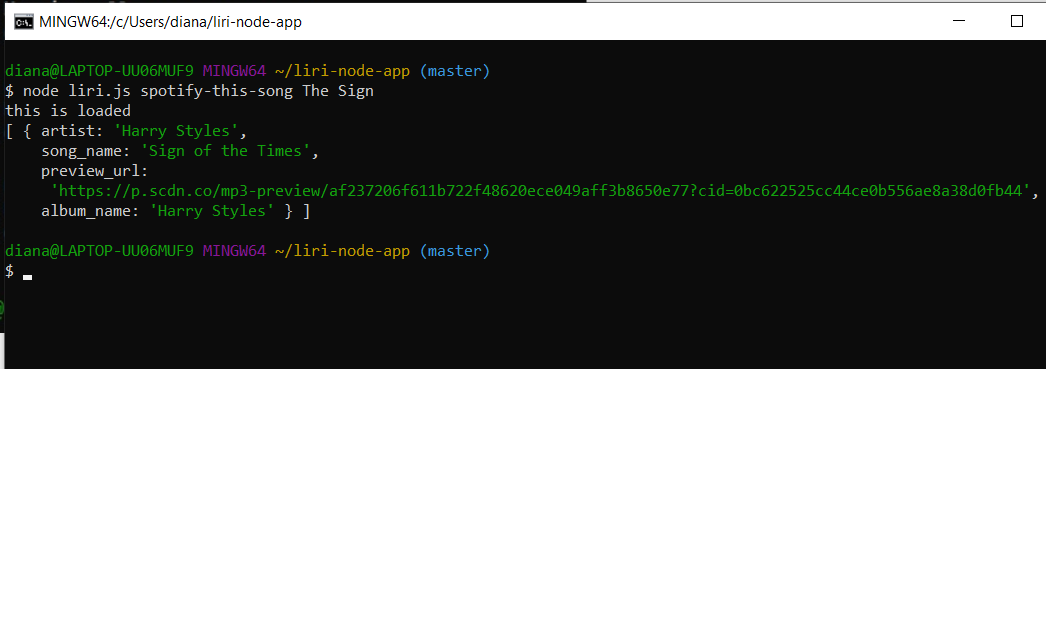 MINGW64:/c/Users/diana/liri-node-app
diana@LAPTOP-UU06MUF9 MINGW64 ~/liri-node-app (master)
$ node liri.js spotify-this-song The Sign
this is loaded
[ { artist: 'Harry Styles',
song_name: 'Sign of the Times',
preview_url:
'https://p.scdn.co/mp3-preview/af237206f611b722f48620ece049aff3b8650e77?cid=0bc622525cc44ce0b556ae8a38d0fb44',
album_name: 'Harry Styles' } ]
diana@LAPTOP-UU06MUF9 MINGW64 ~/liri-node-app (master)
$